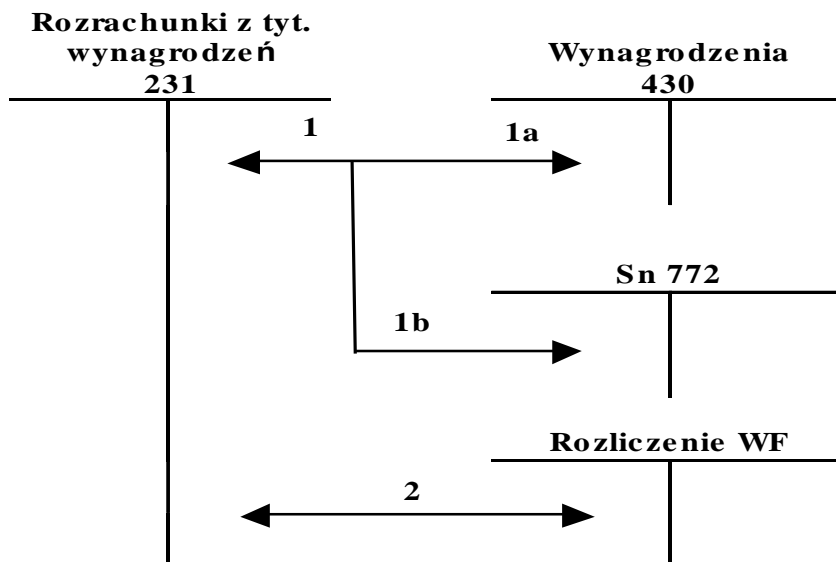 Rozrachunki z tyt.
wynagrodzeń
231
Wynagrodzenia
430
1
1a
Sn 772
1b
Rozliczenie WF
2